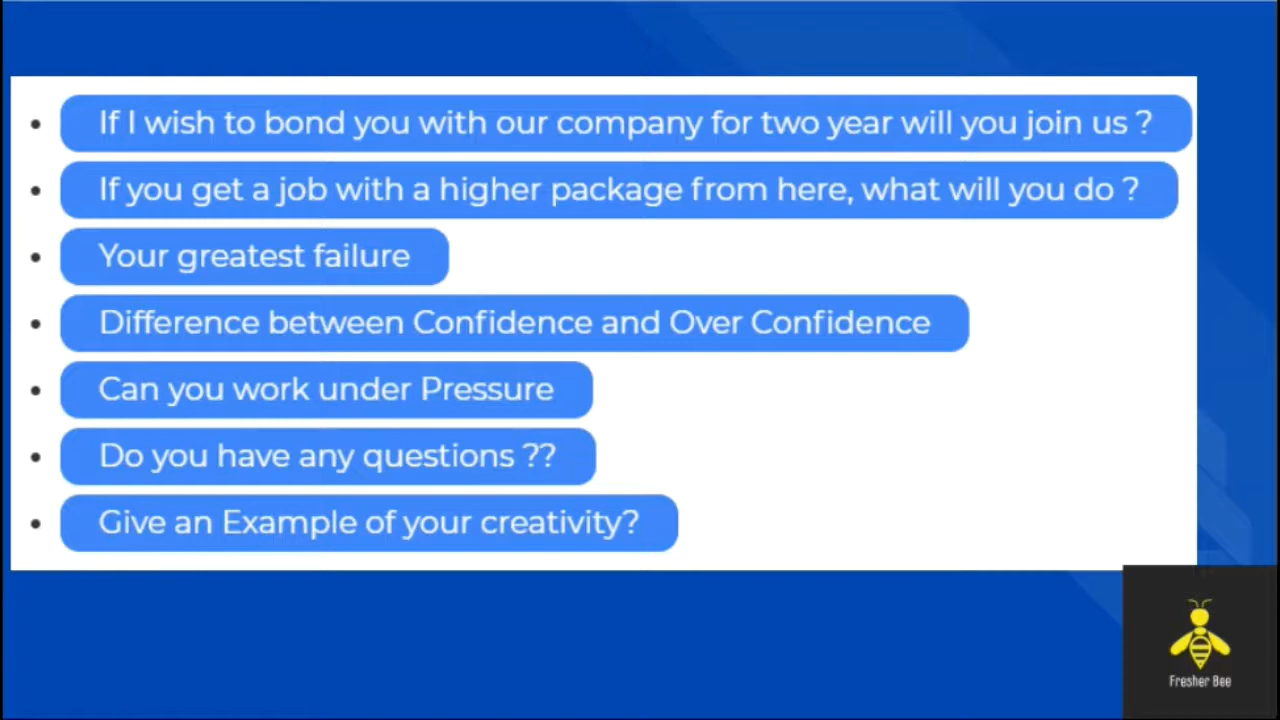 If I wish to bond you with our company for two year will you join us ?
If you get a job with a higher package from here, what will you do ?
Your greatest failure
Difference between Confidence and Over Confidence
Can you work under Pressure
Do you have any questions ??
Give an Example of your creativity?
Fresher Bee